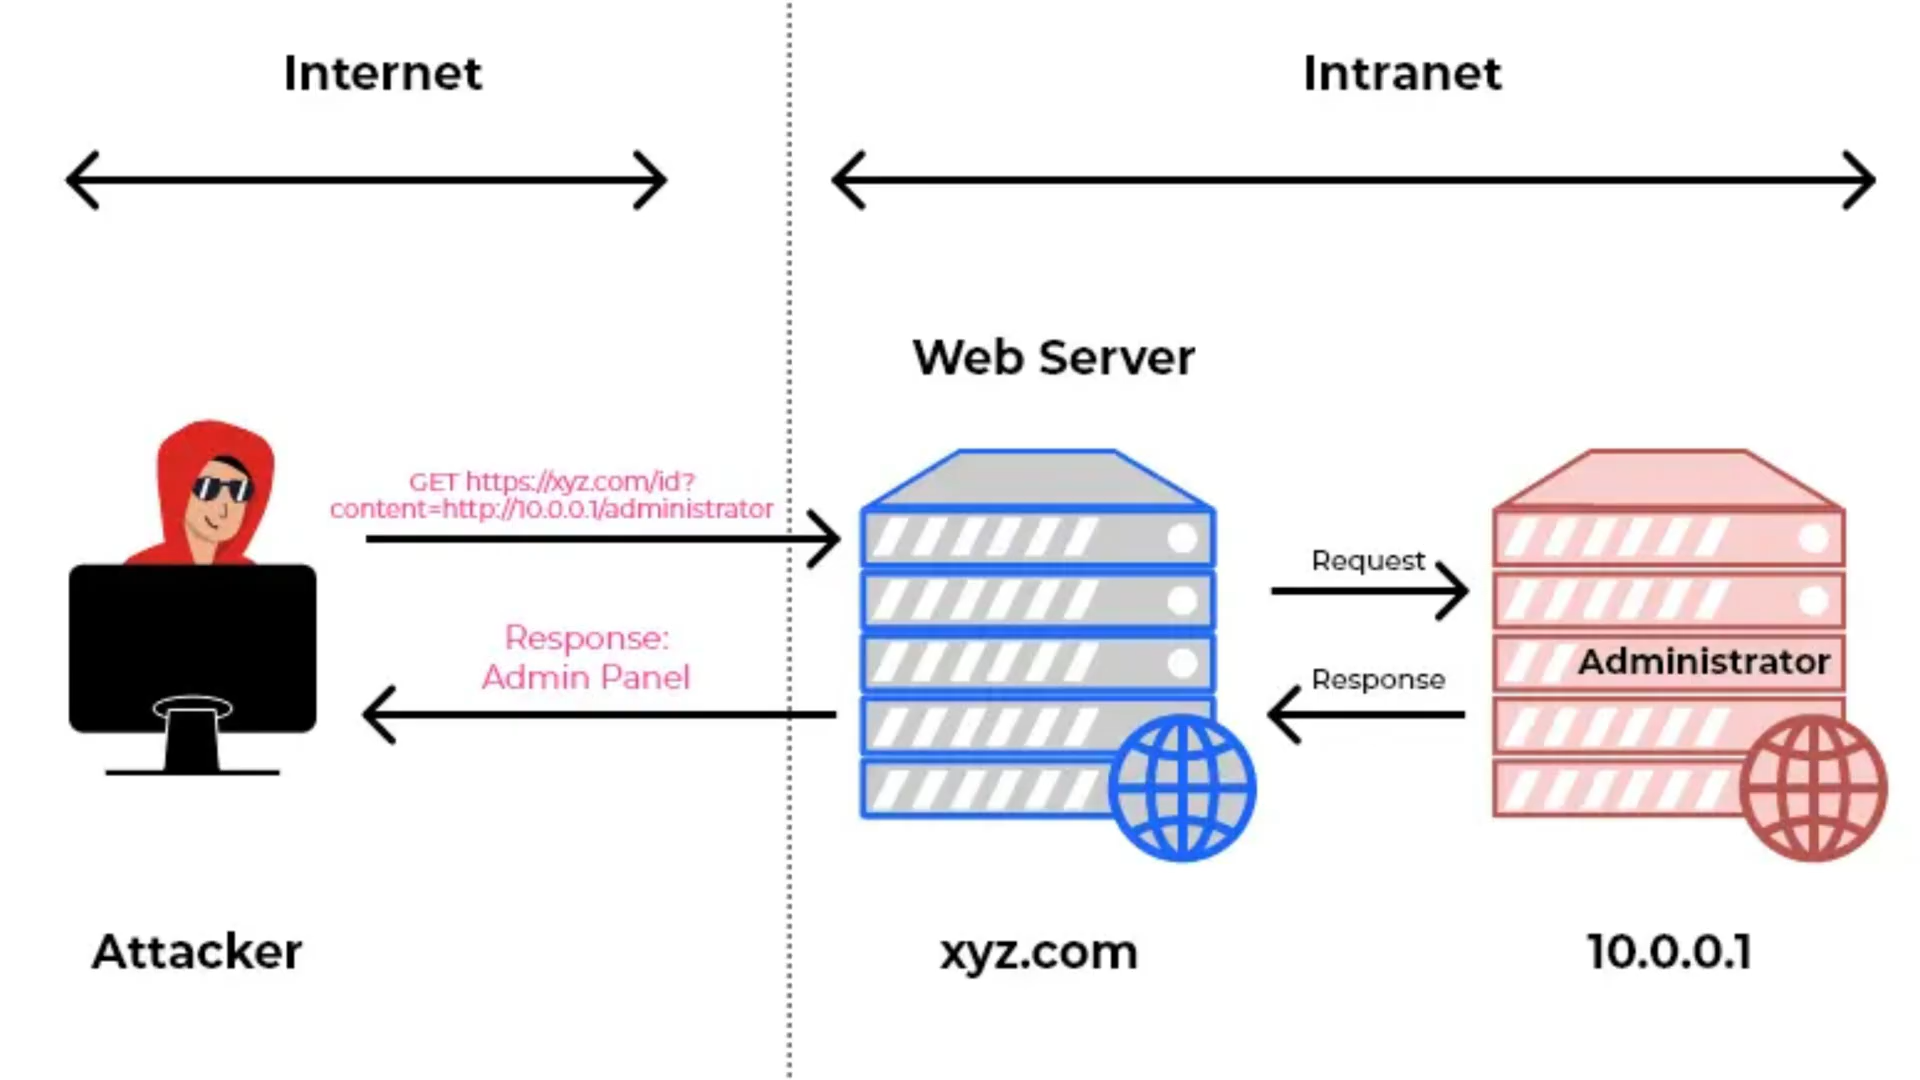 Internet
Intranet
Web Server
GET https://xyz.com/id?
content=http://10.0.0.1/administrator
Request
Response:
Admin Panel
Response
Administrator
Attacker
xyz.com
10.0.0.1